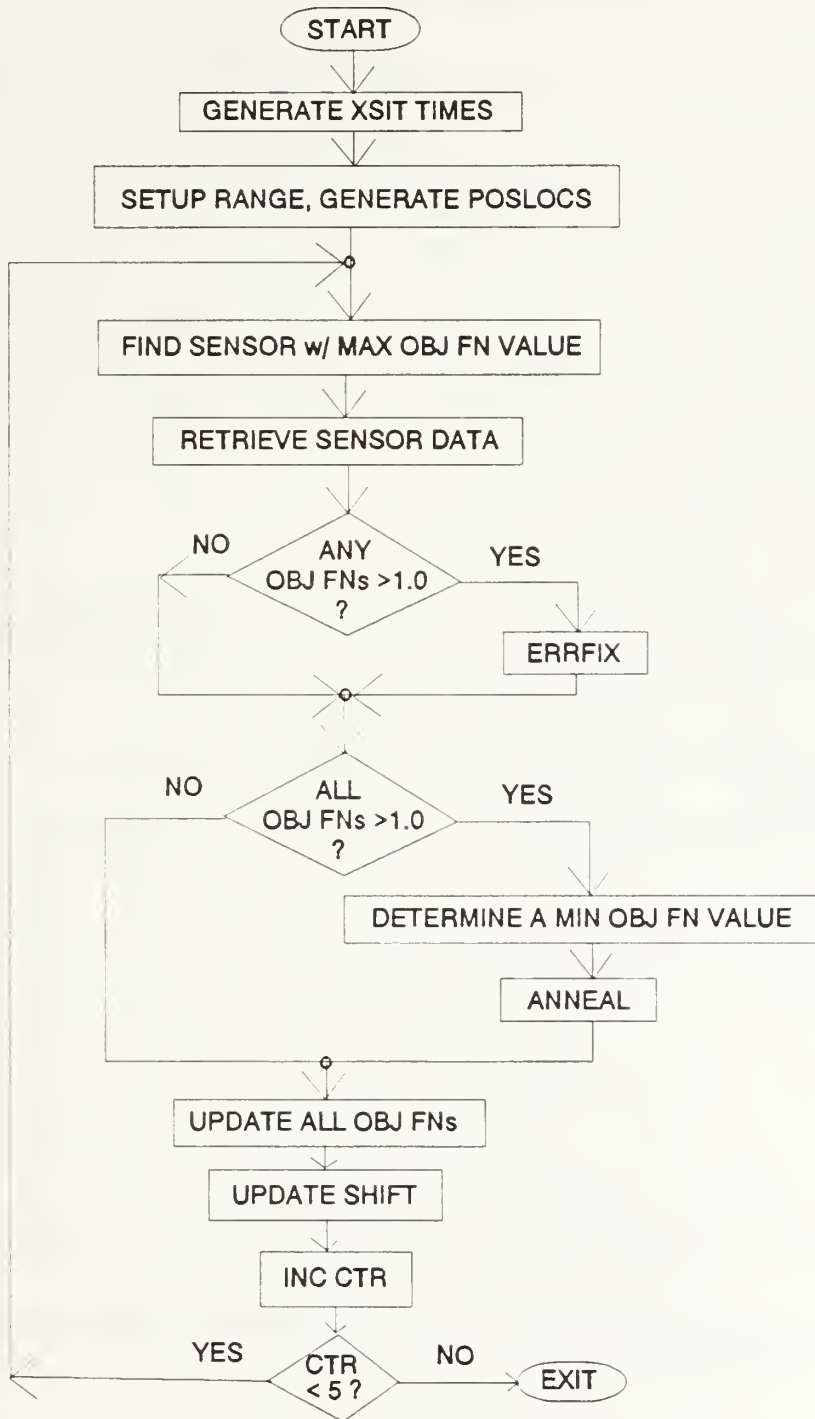 START
GENERATE XSIT TIMES
SETUP RANGE, GENERATE POSLOCS
FIND SENSOR w/ MAX OBJ FN VALUE
RETRIEVE SENSOR DATA
NO
ANY
OBJ FNs >1.0
?
YES
ERRFIX
NO
ALL
OBJ FNs >1.0
?
YES
DETERMINE A MIN OBJ FN VALUE
ANNEAL
UPDATE ALL OBJ FNs
UPDATE SHIFT
INC CTR
YES
CTR
< 5 ?
NO
EXIT